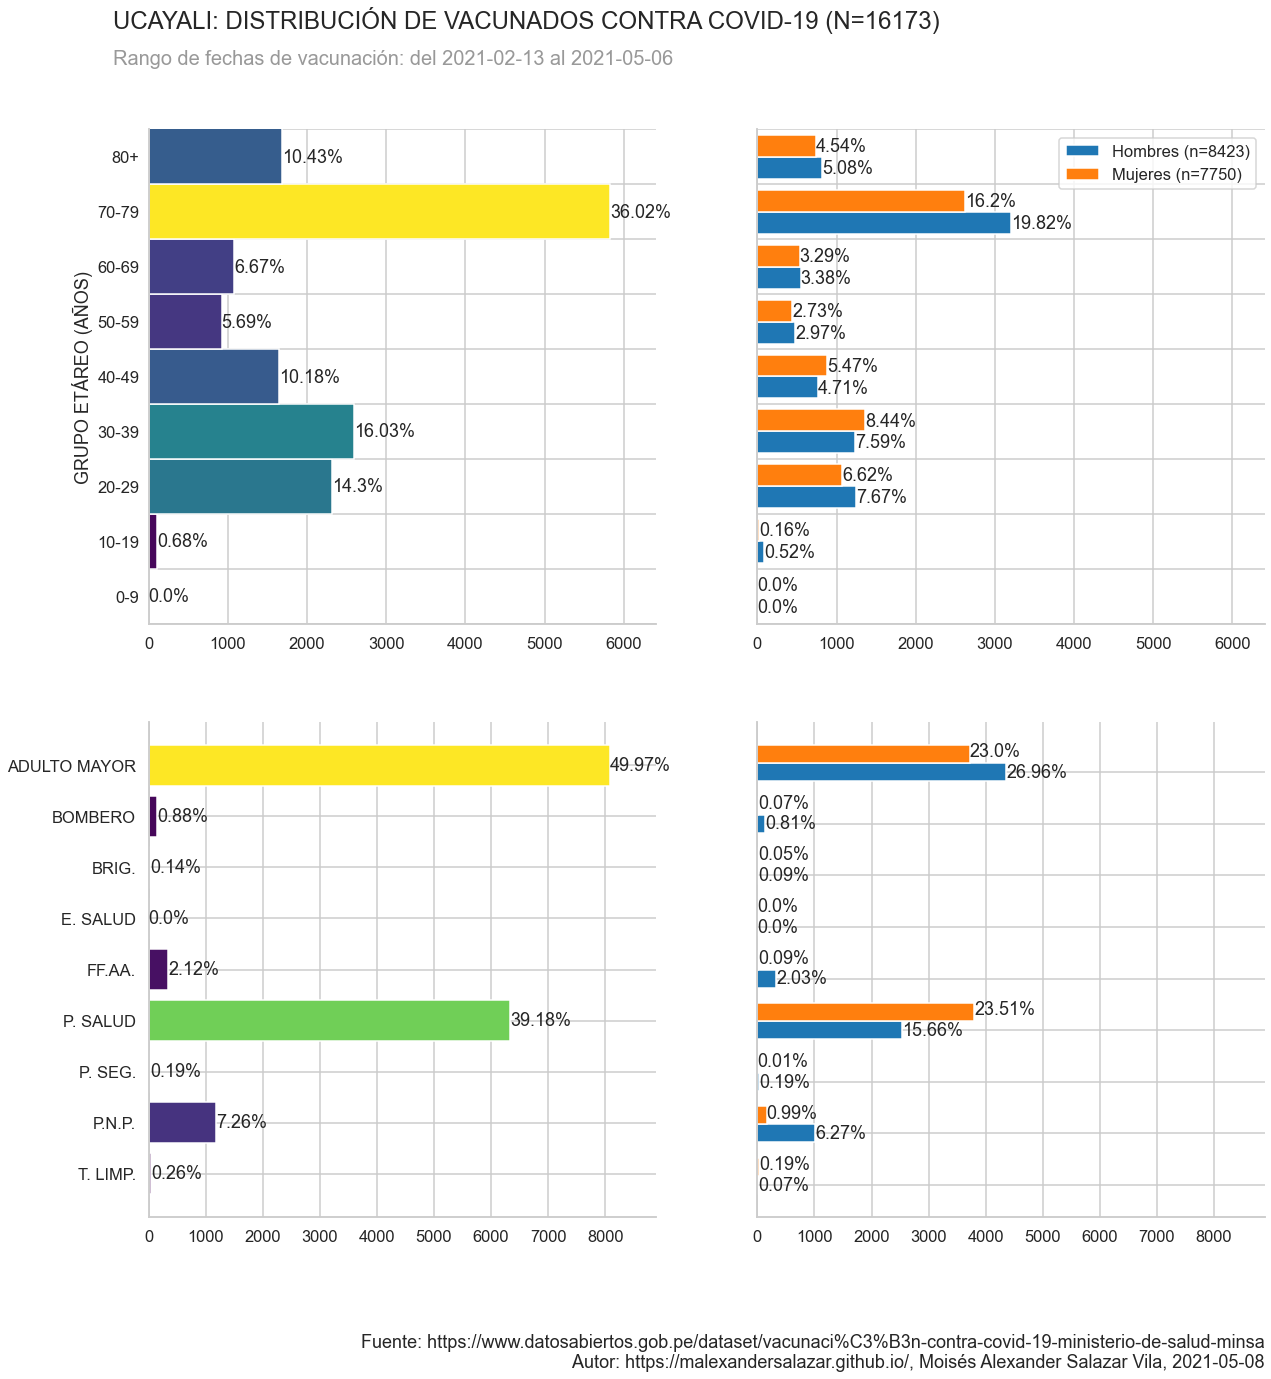 UCAYALI: DISTRIBUCIÓN DE VACUNADOS CONTRA COVID-19 (N=16173)
Rango de fechas de vacunación: del 2021-02-13 al 2021-05-06
GRUPO ETÁREO (AÑOS)
80+ 10.43%
70-79 36.02%
60-69 6.67%
50-59 5.69%
40-49 10.18%
30-39 16.03%
20-29 14.3%
10-19 0.68%
0-9 0.0%
0 1000 2000 3000 4000 5000 6000
Hombres (n=8423)
Mujeres (n=7750)
4.54%
5.08%
16.2%
19.82%
3.29%
3.38%
2.73%
2.97%
5.47%
4.71%
8.44%
7.59%
6.62%
7.67%
0.16%
0.52%
0.0%
0.0%
0 1000 2000 3000 4000 5000 6000
ADULTO MAYOR 49.97%
BOMBERO 0.88%
BRIG. 0.14%
E. SALUD 0.0%
FF.AA. 2.12%
P. SALUD 39.18%
P. SEG. 0.19%
P.N.P. 7.26%
T. LIMP. 0.26%
0 1000 2000 3000 4000 5000 6000 7000 8000
23.0%
26.96%
0.07%
0.81%
0.05%
0.09%
0.0%
0.0%
0.09%
2.03%
23.51%
15.66%
0.01%
0.19%
0.99%
6.27%
0.19%
0.07%
0 1000 2000 3000 4000 5000 6000 7000 8000
Fuente: https://www.datosabiertos.gob.pe/dataset/vacunaci%C3%B3n-contra-covid-19-ministerio-de-salud-minsa
Autor: https://malexandersalazar.github.io/, Moisés Alexander Salazar Vila, 2021-05-08